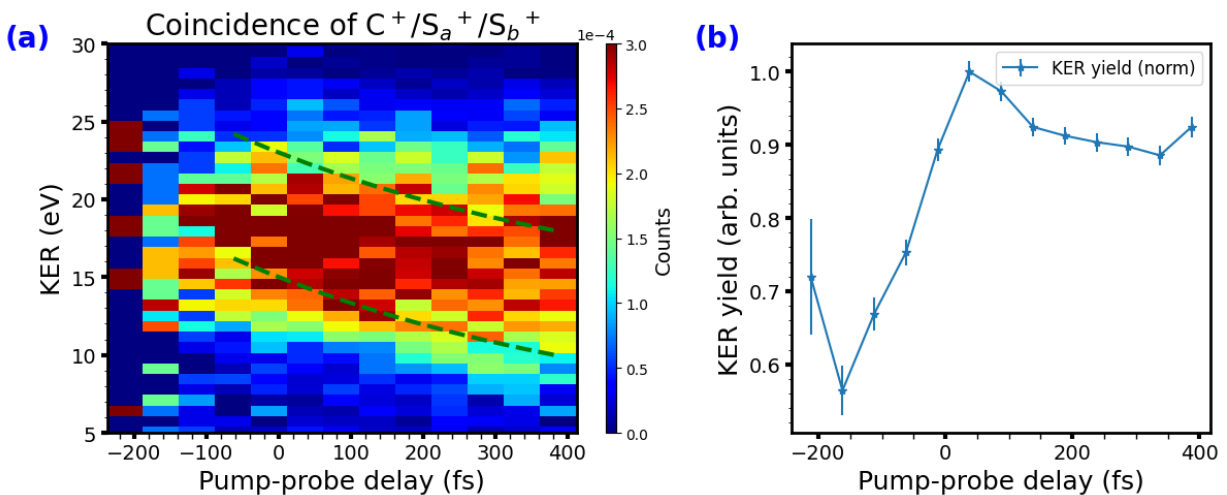 (a)
Coincidence of C⁺/Sₐ⁺/S_b⁺
1e−4
KER (eV)
30
25
20
15
10
5
−200 −100 0 100 200 300 400
Pump-probe delay (fs)
3.0
2.5
2.0
1.5
1.0
0.5
0.0
Counts
(b)
KER yield (norm)
KER yield (arb. units)
1.0
0.9
0.8
0.7
0.6
−200 0 200 400
Pump-probe delay (fs)